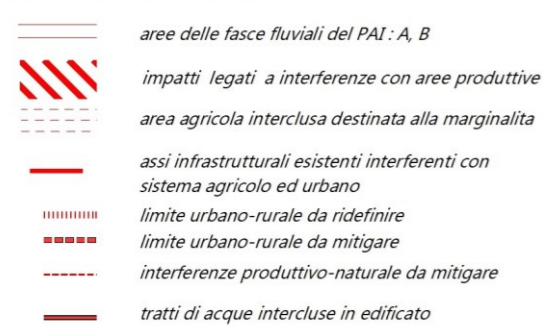 aree delle fasce fluviali del PAI : A, B
impatti legati a interferenze con aree produttive
area agricola interclusa destinata alla marginalita
assi infrastrutturali esistenti interferenti con
sistema agricolo ed urbano
limite urbano-rurale da ridefinire
limite urbano-rurale da mitigare
interferenze produttivo-naturale da mitigare
tratti di acque intercluse in edificato